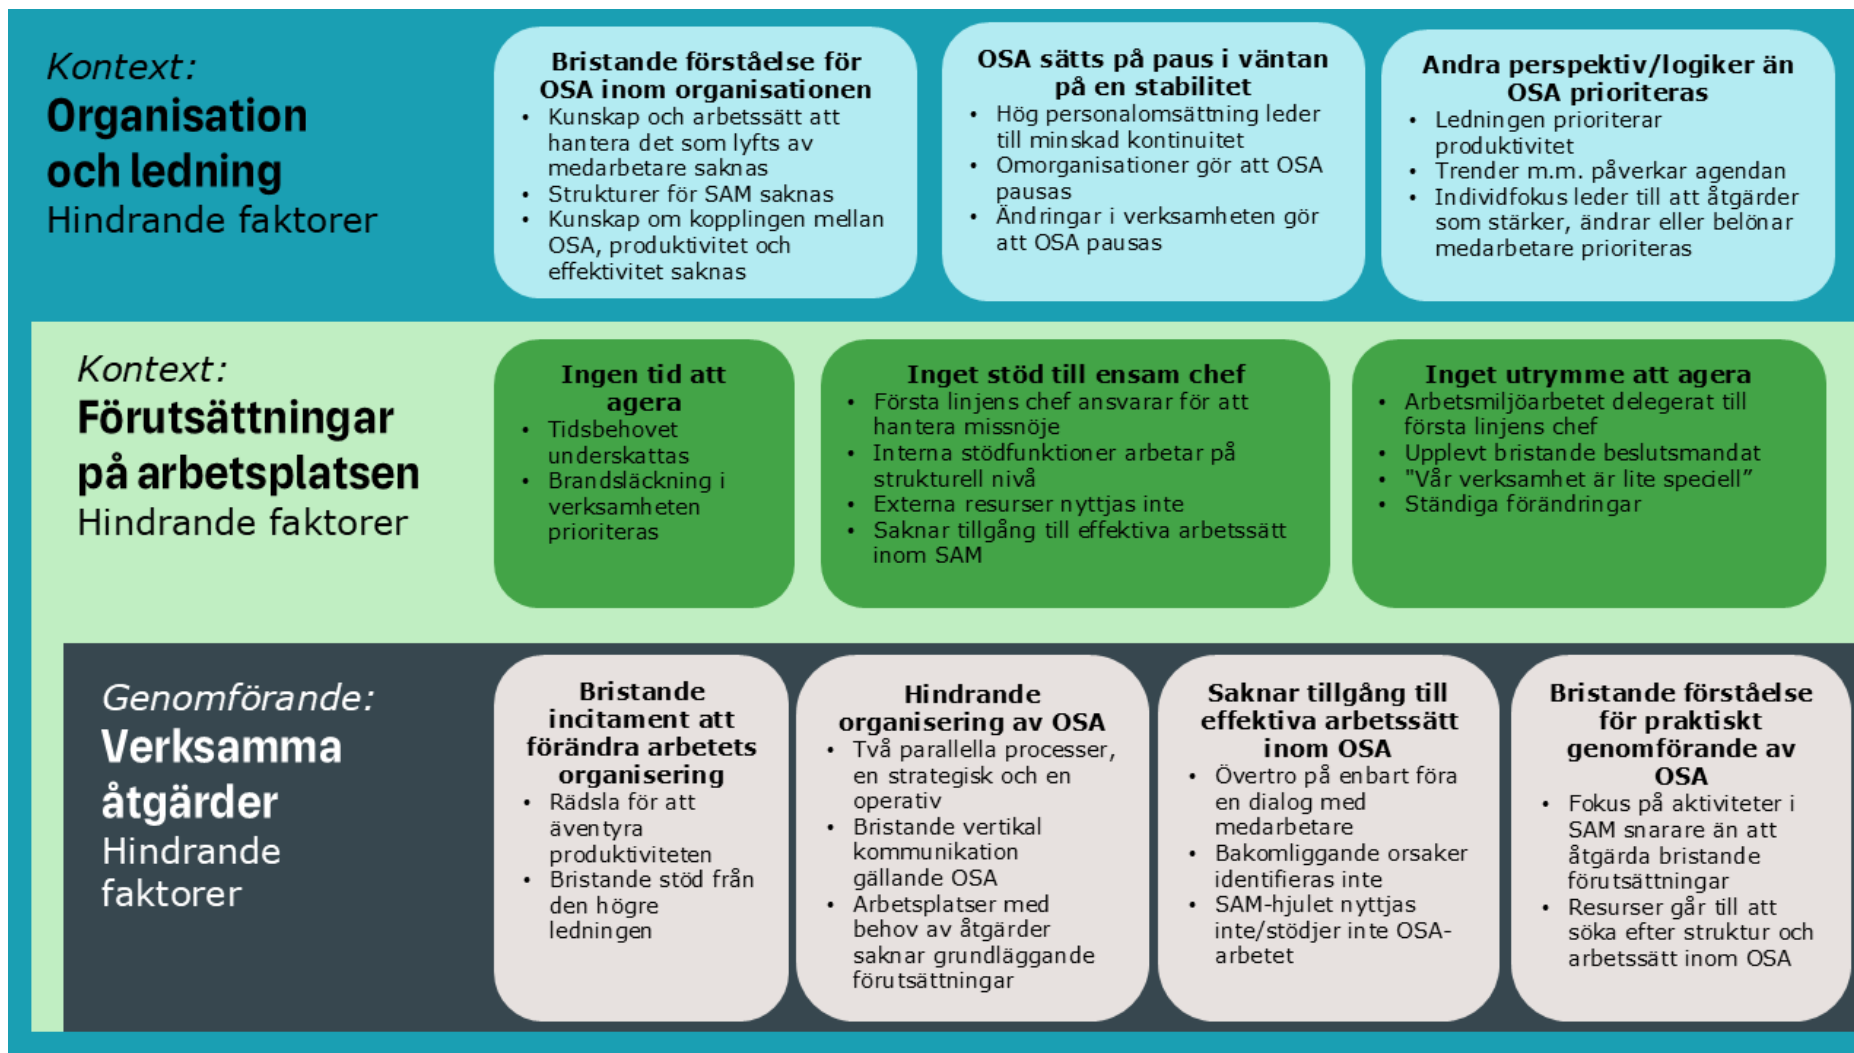 Kontext:
Organisation
och ledning
Hindrande faktorer
Bristande förståelse för
OSA inom organisationen
• Kunskap och arbetssätt att
hantera det som lyfts av
medarbetare saknas
• Strukturer för SAM saknas
• Kunskap om kopplingen mellan
OSA, produktivitet och
effektivitet saknas
OSA sätts på paus i väntan
på en stabilitet
• Hög personalomsättning leder
till minskad kontinuitet
• Omorganisationer gör att OSA
pausas
• Ändringar i verksamheten gör
att OSA pausas
Andra perspektiv/logiker än
OSA prioriteras
• Ledningen prioriterar
produktivitet
• Trender m.m. påverkar agendan
• Individfokus leder till att åtgärder
som stärker, ändrar eller belönar
medarbetare prioriteras
Kontext:
Förutsättningar
på arbetsplatsen
Hindrande faktorer
Ingen tid att
agera
• Tidsbehovet
underskattas
• Brandsläckning i
verksamheten
prioriteras
Inget stöd till ensam chef
• Första linjens chef ansvarar för att
hantera missnöje
• Interna stödfunktioner arbetar på
strukturell nivå
• Externa resurser nyttjas inte
• Saknar tillgång till effektiva arbetssätt
inom SAM
Inget utrymme att agera
• Arbetsmiljöarbetet delegerat till
första linjens chef
• Upplevt bristande beslutsmandat
• "Vår verksamhet är lite speciell”
• Ständiga förändringar
Genomförande:
Verksamma
åtgärder
Hindrande
faktorer
Bristande
incitament att
förändra arbetets
organisering
• Rädsla för att
äventyra
produktiviteten
• Bristande stöd från
den högre
ledningen
Hindrande
organisering av OSA
• Två parallella processer,
en strategisk och en
operativ
• Bristande vertikal
kommunikation
gällande OSA
• Arbetsplatser med
behov av åtgärder
saknar grundläggande
förutsättningar
Saknar tillgång till
effektiva arbetssätt
inom OSA
• Övertro på enbart föra
en dialog med
medarbetare
• Bakomliggande orsaker
identifieras inte
• SAM-hjulet nyttjas
inte/stödjer inte OSA-
arbetet
Bristande förståelse
för praktiskt
genomförande av
OSA
• Fokus på aktiviteter i
SAM snarare än att
åtgärda bristande
förutsättningar
• Resurser går till att
söka efter struktur och
arbetssätt inom OSA